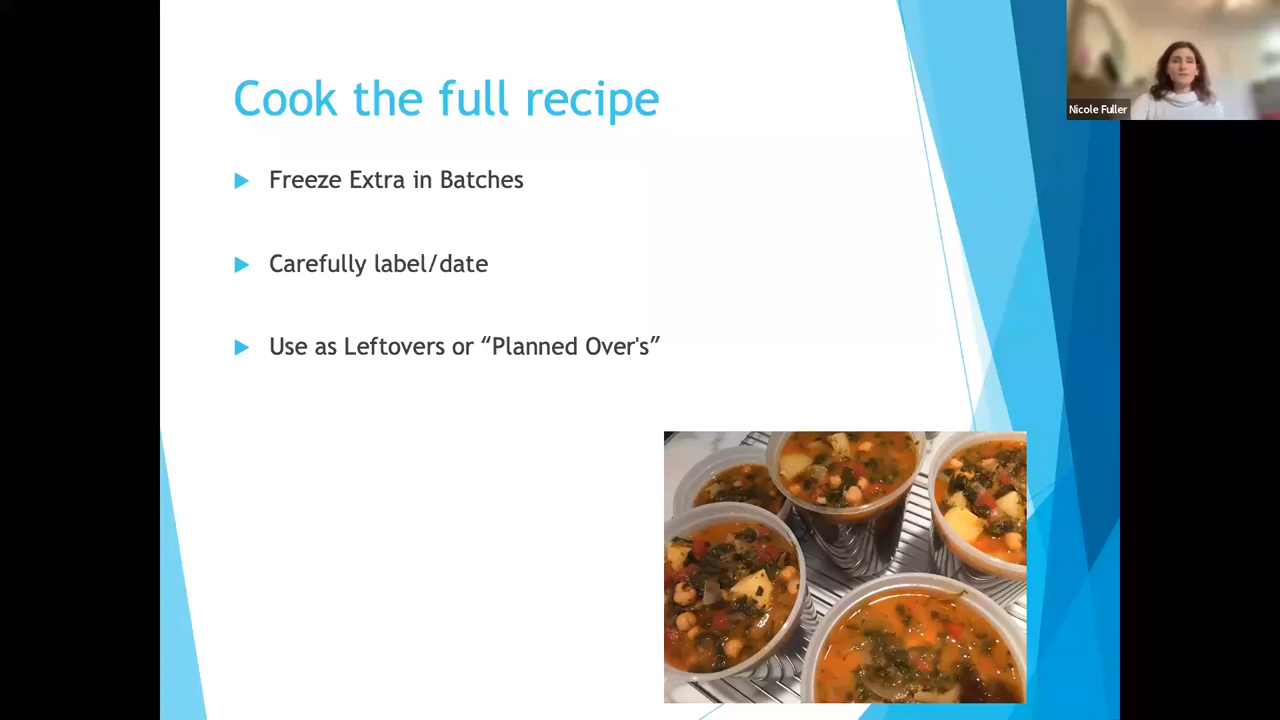 Cook the full recipe
Freeze Extra in Batches
Carefully label/date
Use as Leftovers or “Planned Over's”
Nicole Fuller